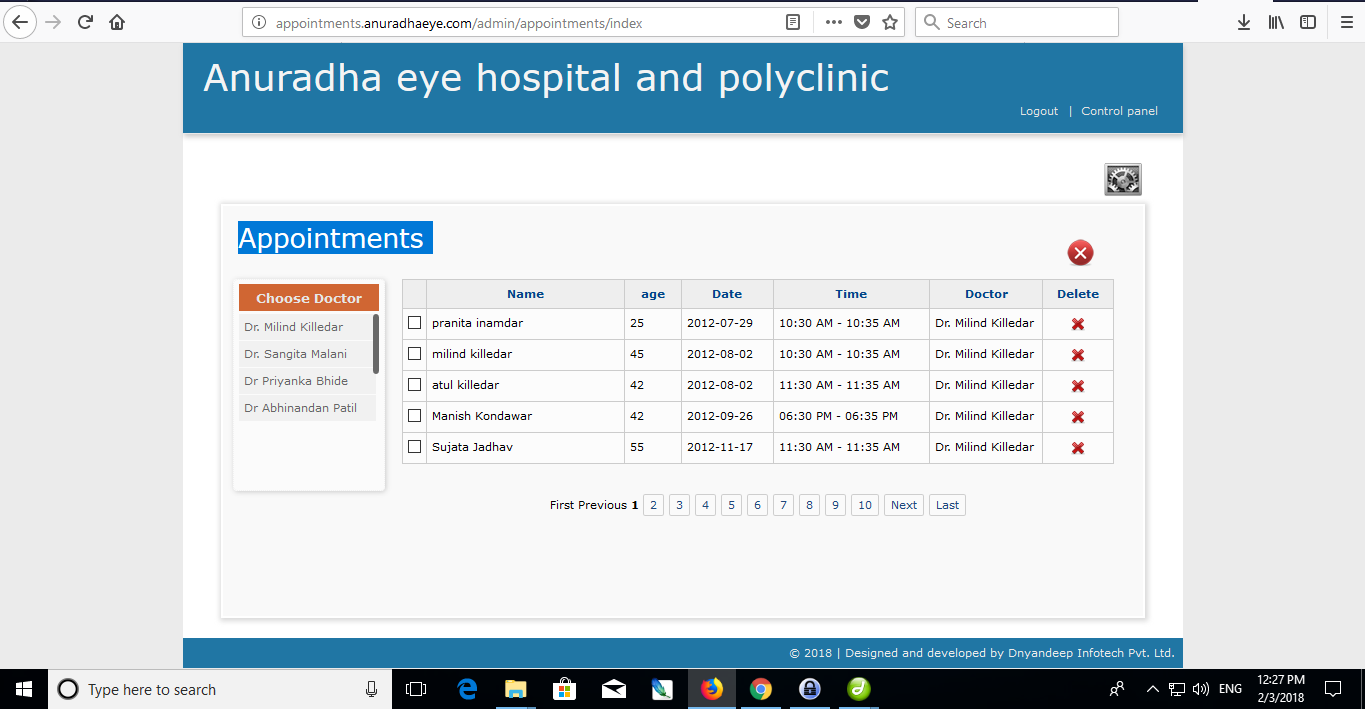 appointments.anuradhaeye.com/admin/appointments/index
Search
Anuradha eye hospital and polyclinic
Logout | Control panel
Appointments
Choose Doctor
Dr. Milind Killedar
Dr. Sangita Malani
Dr Priyanka Bhide
Dr Abhinandan Patil
Name age Date Time Doctor Delete
pranita inamdar 25 2012-07-29 10:30 AM - 10:35 AM Dr. Milind Killedar
milind killedar 45 2012-08-02 10:30 AM - 10:35 AM Dr. Milind Killedar
atul killedar 42 2012-08-02 11:30 AM - 11:35 AM Dr. Milind Killedar
Manish Kondawar 42 2012-09-26 06:30 PM - 06:35 PM Dr. Milind Killedar
Sujata Jadhav 55 2012-11-17 11:30 AM - 11:35 AM Dr. Milind Killedar
First Previous 1 2 3 4 5 6 7 8 9 10 Next Last
© 2018 | Designed and developed by Dnyandeep Infotech Pvt. Ltd.
Type here to search
ENG
12:27 PM
2/3/2018